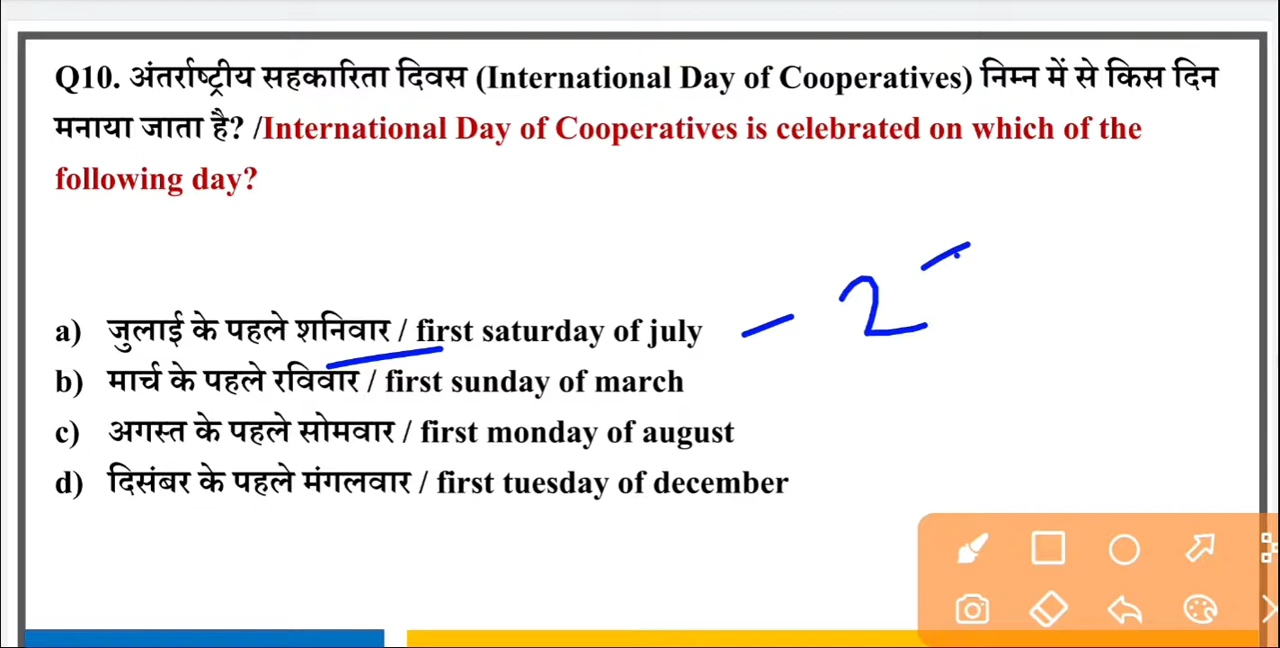 Q10. अंतर्राष्ट्रीय सहकारिता दिवस (International Day of Cooperatives) निम्न में से किस दिन
मनाया जाता है? /International Day of Cooperatives is celebrated on which of the
following day?
a) जुलाई के पहले शनिवार / first saturday of july - 2
b) मार्च के पहले रविवार / first sunday of march
c) अगस्त के पहले सोमवार / first monday of august
d) दिसंबर के पहले मंगलवार / first tuesday of december